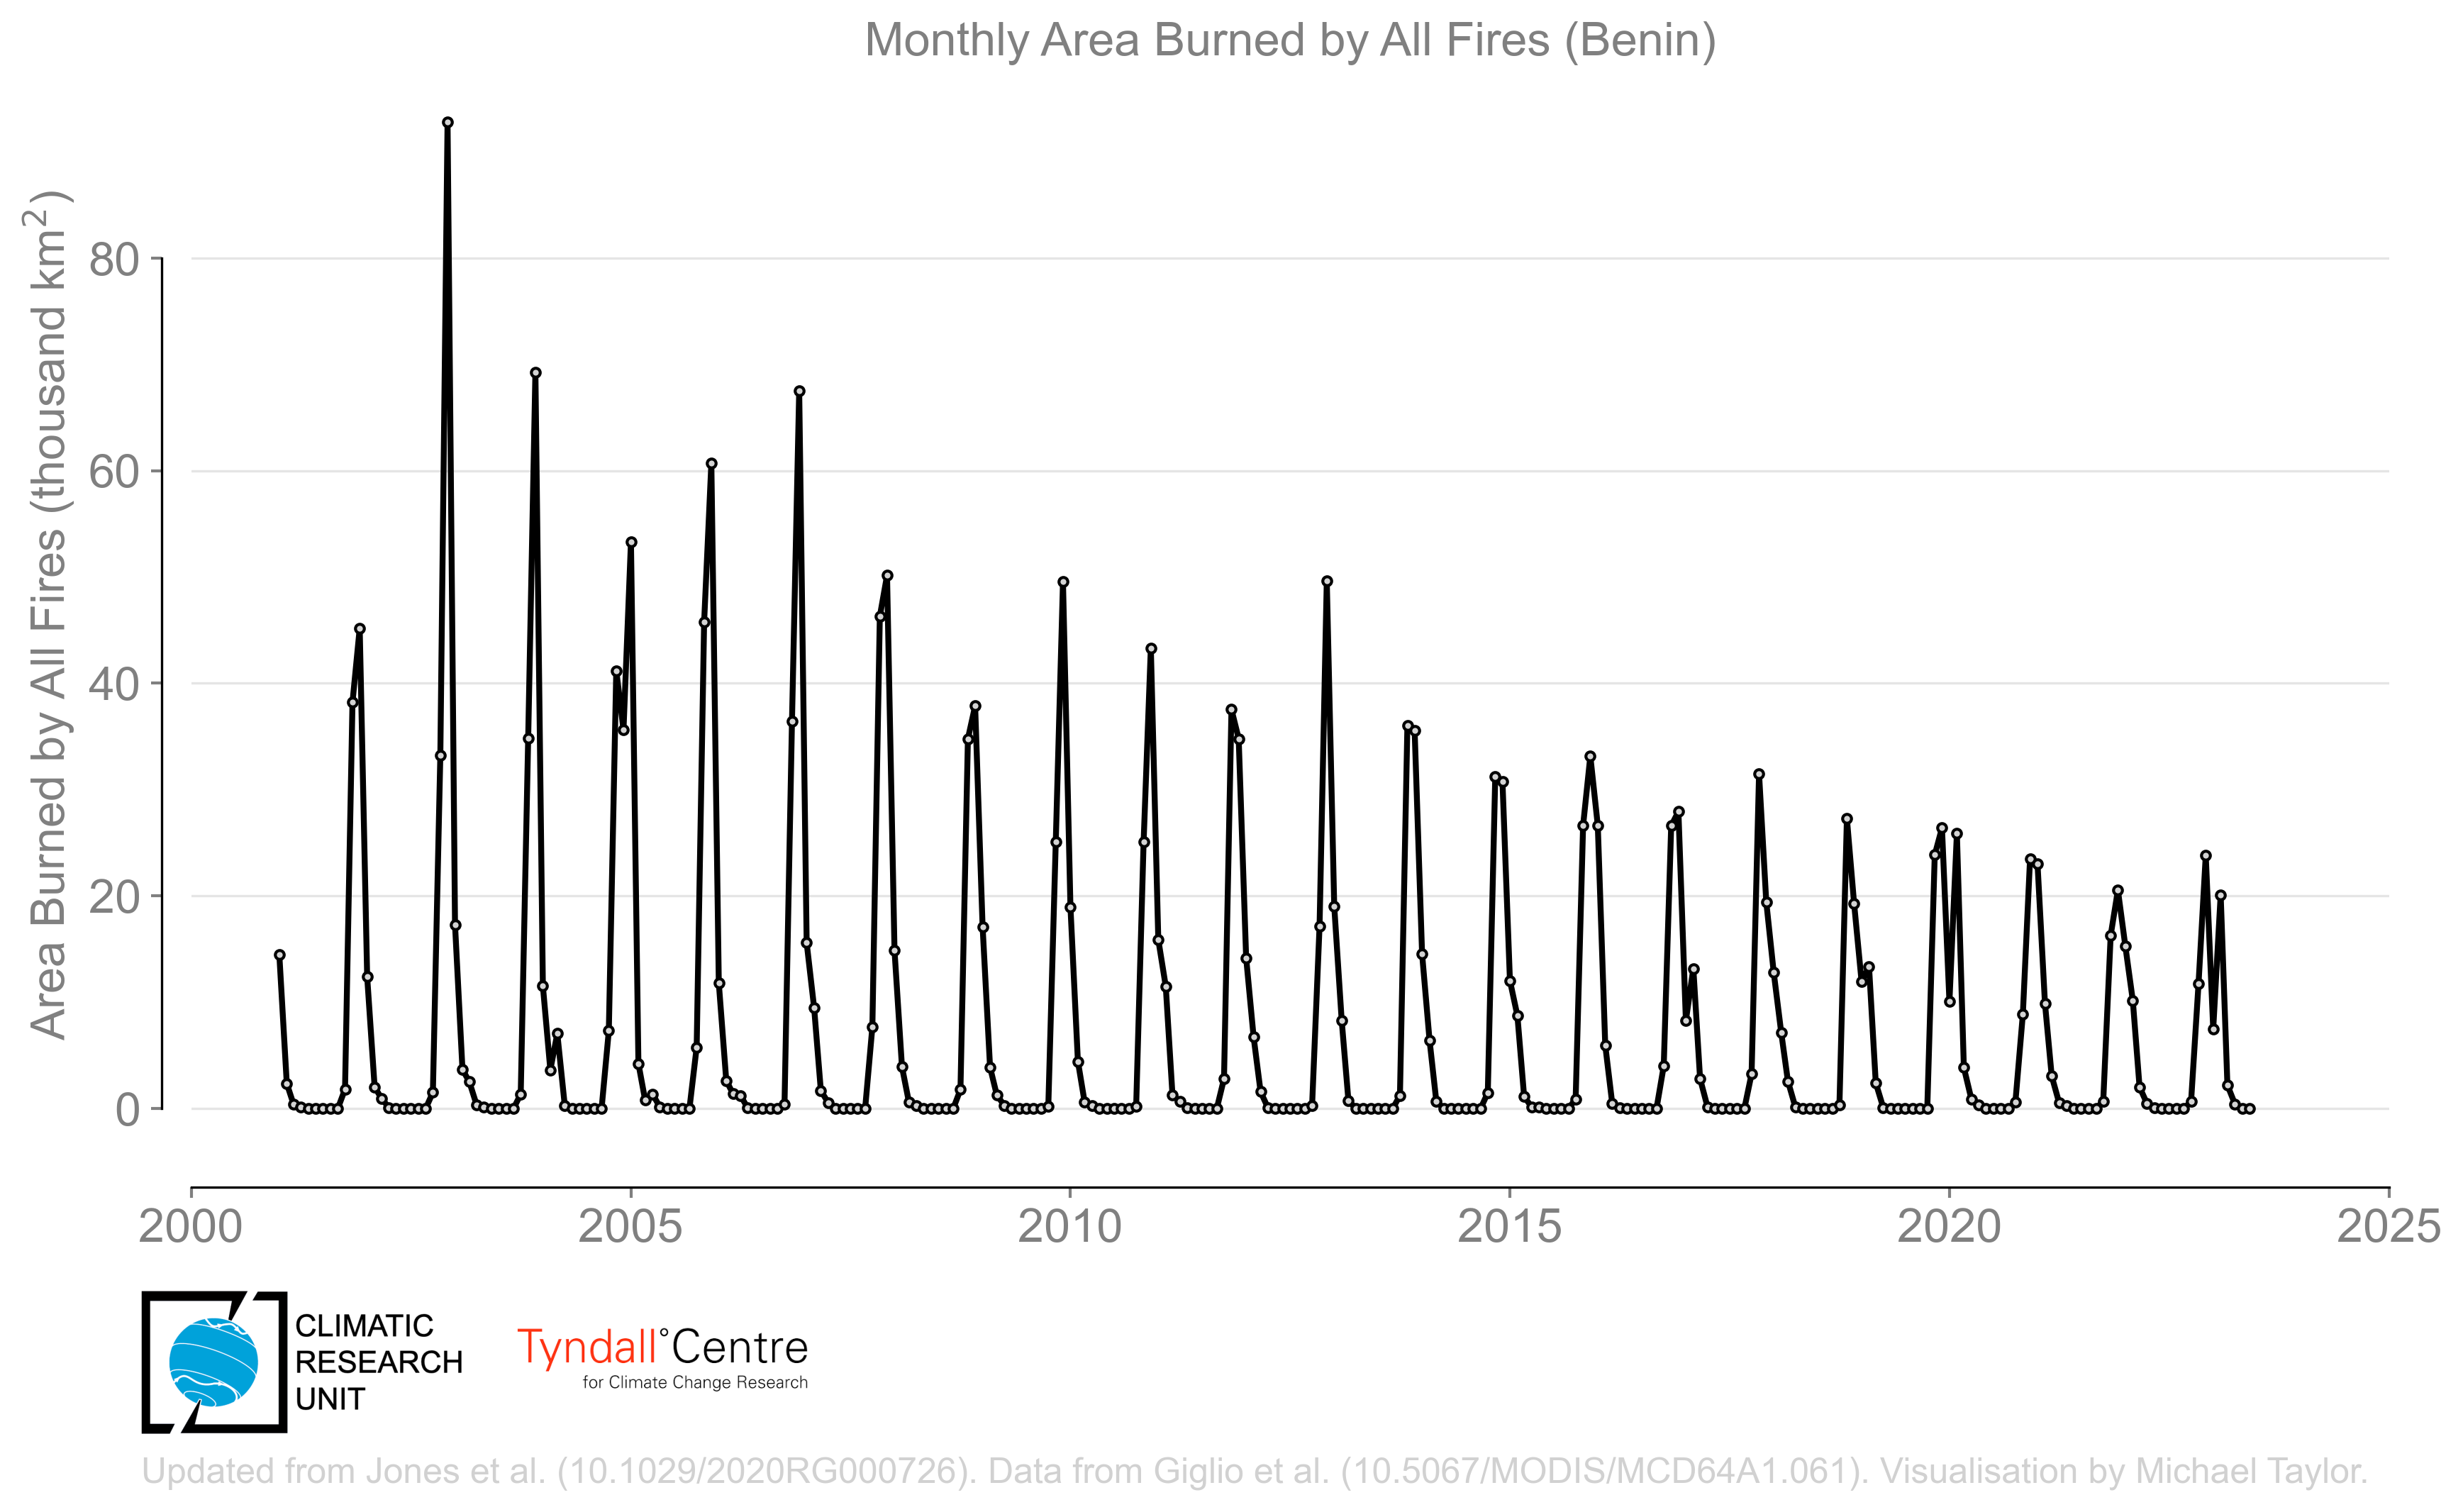 Monthly Area Burned by All Fires (Benin)
Area Burned by All Fires (thousand km²)
80
60
40
20
0
2000 2005 2010 2015 2020 2025
CLIMATIC
RESEARCH
UNIT
Tyndall°Centre
for Climate Change Research
Updated from Jones et al. (10.1029/2020RG000726). Data from Giglio et al. (10.5067/MODIS/MCD64A1.061). Visualisation by Michael Taylor.